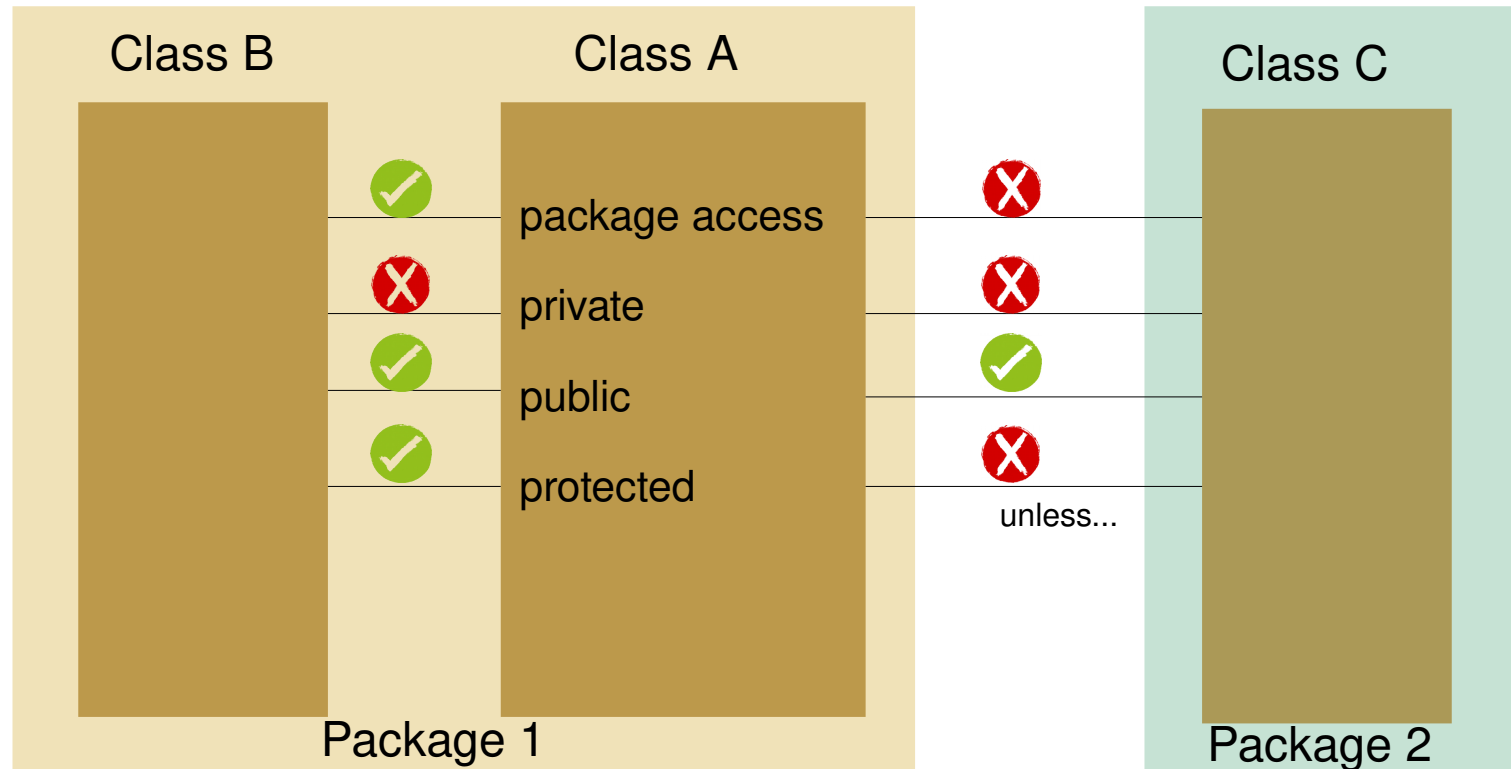 Class B
Class A
Class C
package access
private
public
protected
unless...
Package 1
Package 2